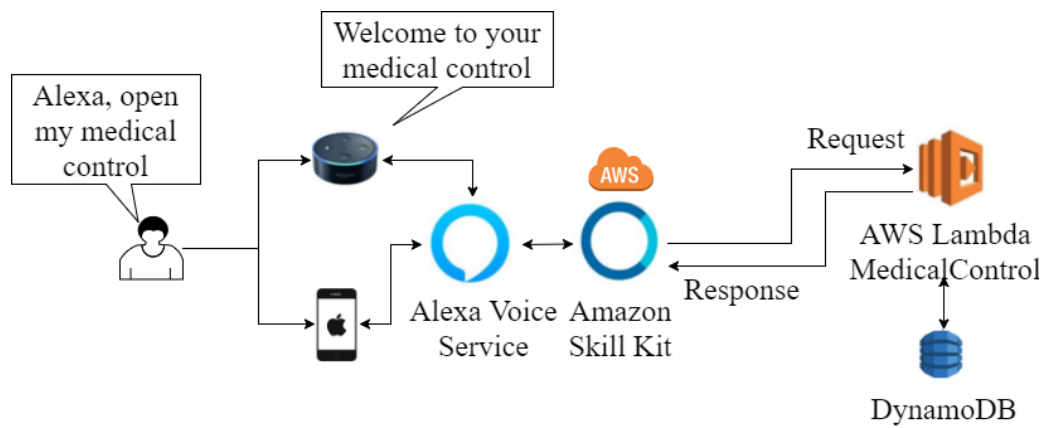 Welcome to your
medical control
Alexa, open
my medical
control
Request
AWS
AWS Lambda
MedicalControl
Response
Alexa Voice
Service
Amazon
Skill Kit
DynamoDB